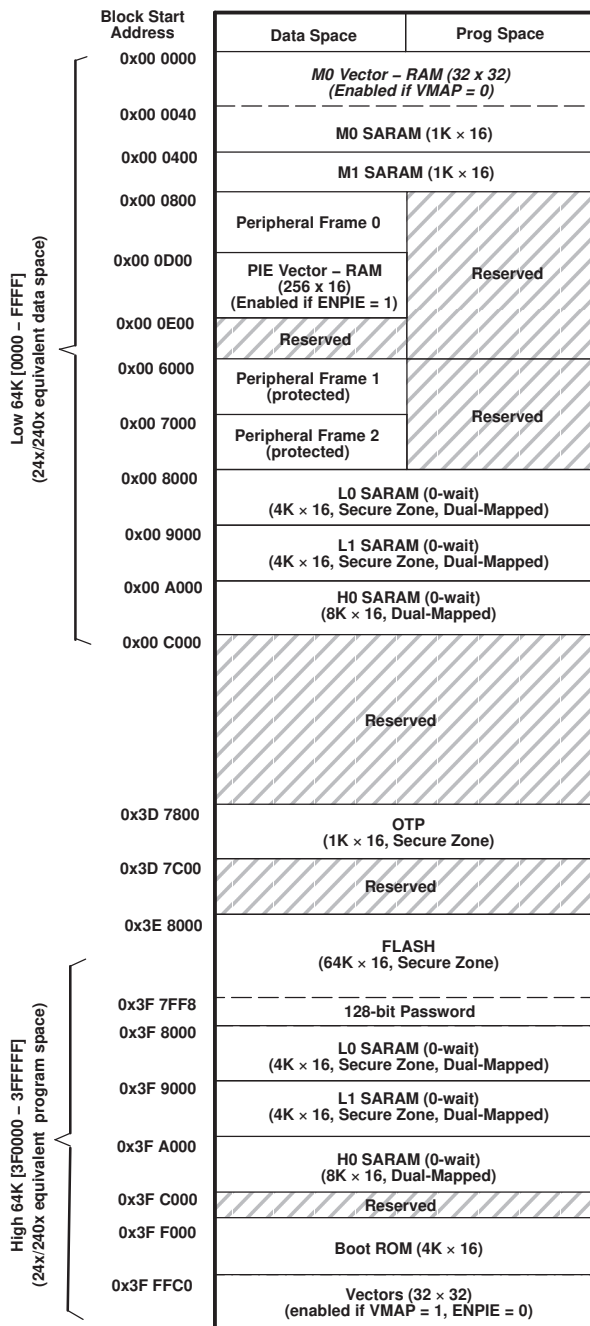 Block Start
Address
Data Space
Prog Space
0x00 0000
M0 Vector – RAM (32 x 32)
(Enabled if VMAP = 0)
0x00 0040
M0 SARAM (1K × 16)
0x00 0400
M1 SARAM (1K × 16)
0x00 0800
Peripheral Frame 0
Reserved
0x00 0D00
PIE Vector – RAM
(256 x 16)
(Enabled if ENPIE = 1)
0x00 0E00
Reserved
0x00 6000
Peripheral Frame 1
(protected)
Reserved
0x00 7000
Peripheral Frame 2
(protected)
0x00 8000
L0 SARAM (0-wait)
(4K × 16, Secure Zone, Dual-Mapped)
0x00 9000
L1 SARAM (0-wait)
(4K × 16, Secure Zone, Dual-Mapped)
0x00 A000
H0 SARAM (0-wait)
(8K × 16, Dual-Mapped)
0x00 C000
Low 64K [0000 – FFFF]
(24x/240x equivalent data space)
Reserved
0x3D 7800
OTP
(1K × 16, Secure Zone)
0x3D 7C00
Reserved
0x3E 8000
FLASH
(64K × 16, Secure Zone)
0x3F 7FF8
128-bit Password
0x3F 8000
L0 SARAM (0-wait)
(4K × 16, Secure Zone, Dual-Mapped)
0x3F 9000
L1 SARAM (0-wait)
(4K × 16, Secure Zone, Dual-Mapped)
0x3F A000
H0 SARAM (0-wait)
(8K × 16, Dual-Mapped)
0x3F C000
Reserved
0x3F F000
Boot ROM (4K × 16)
0x3F FFC0
Vectors (32 × 32)
(enabled if VMAP = 1, ENPIE = 0)
High 64K [3F0000 – 3FFFFF]
(24x/240x equivalent program space)